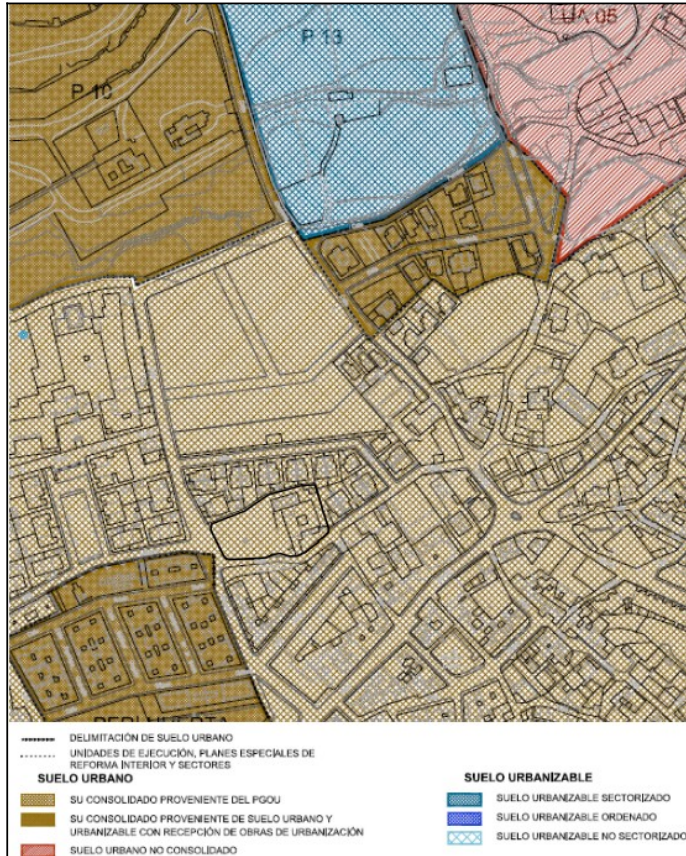 UA 05
P 13
P 10
DELIMITACIÓN DE SUELO URBANO
UNIDADES DE EJECUCIÓN, PLANES ESPECIALES DE
REFORMA INTERIOR Y SECTORES
SUELO URBANO
SU CONSOLIDADO PROVENIENTE DEL PGOU
SU CONSOLIDADO PROVENIENTE DE SUELO URBANO Y
URBANIZABLE CON RECEPCIÓN DE OBRAS DE URBANIZACIÓN
SUELO URBANO NO CONSOLIDADO
SUELO URBANIZABLE
SUELO URBANIZABLE SECTORIZADO
SUELO URBANIZABLE ORDENADO
SUELO URBANIZABLE NO SECTORIZADO